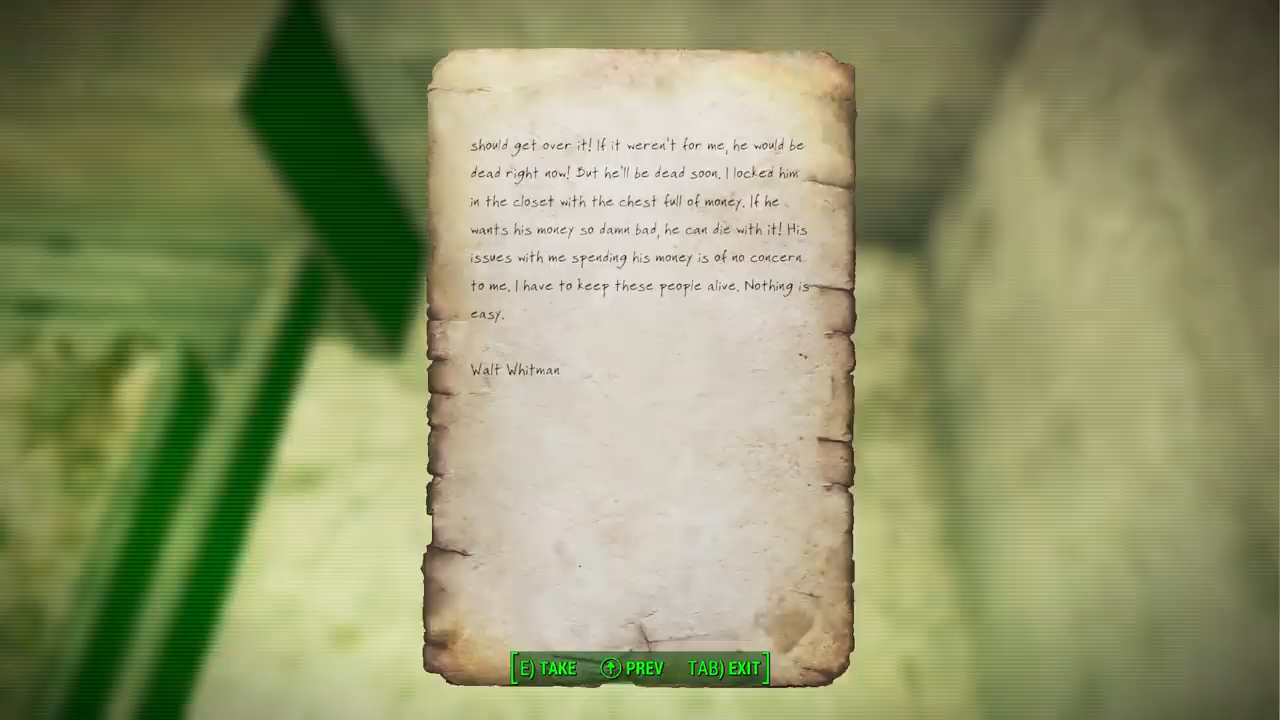 should get over it! If it weren't for me, he would be
dead right now! But he'll be dead soon. I locked him
in the closet with the chest full of money. If he
wants his money so damn bad, he can die with it! His
issues with me spending his money is of no concern
to me. I have to keep these people alive. Nothing is
easy.
Walt Whitman
[E) TAKE ↑ PREV TAB) EXIT]